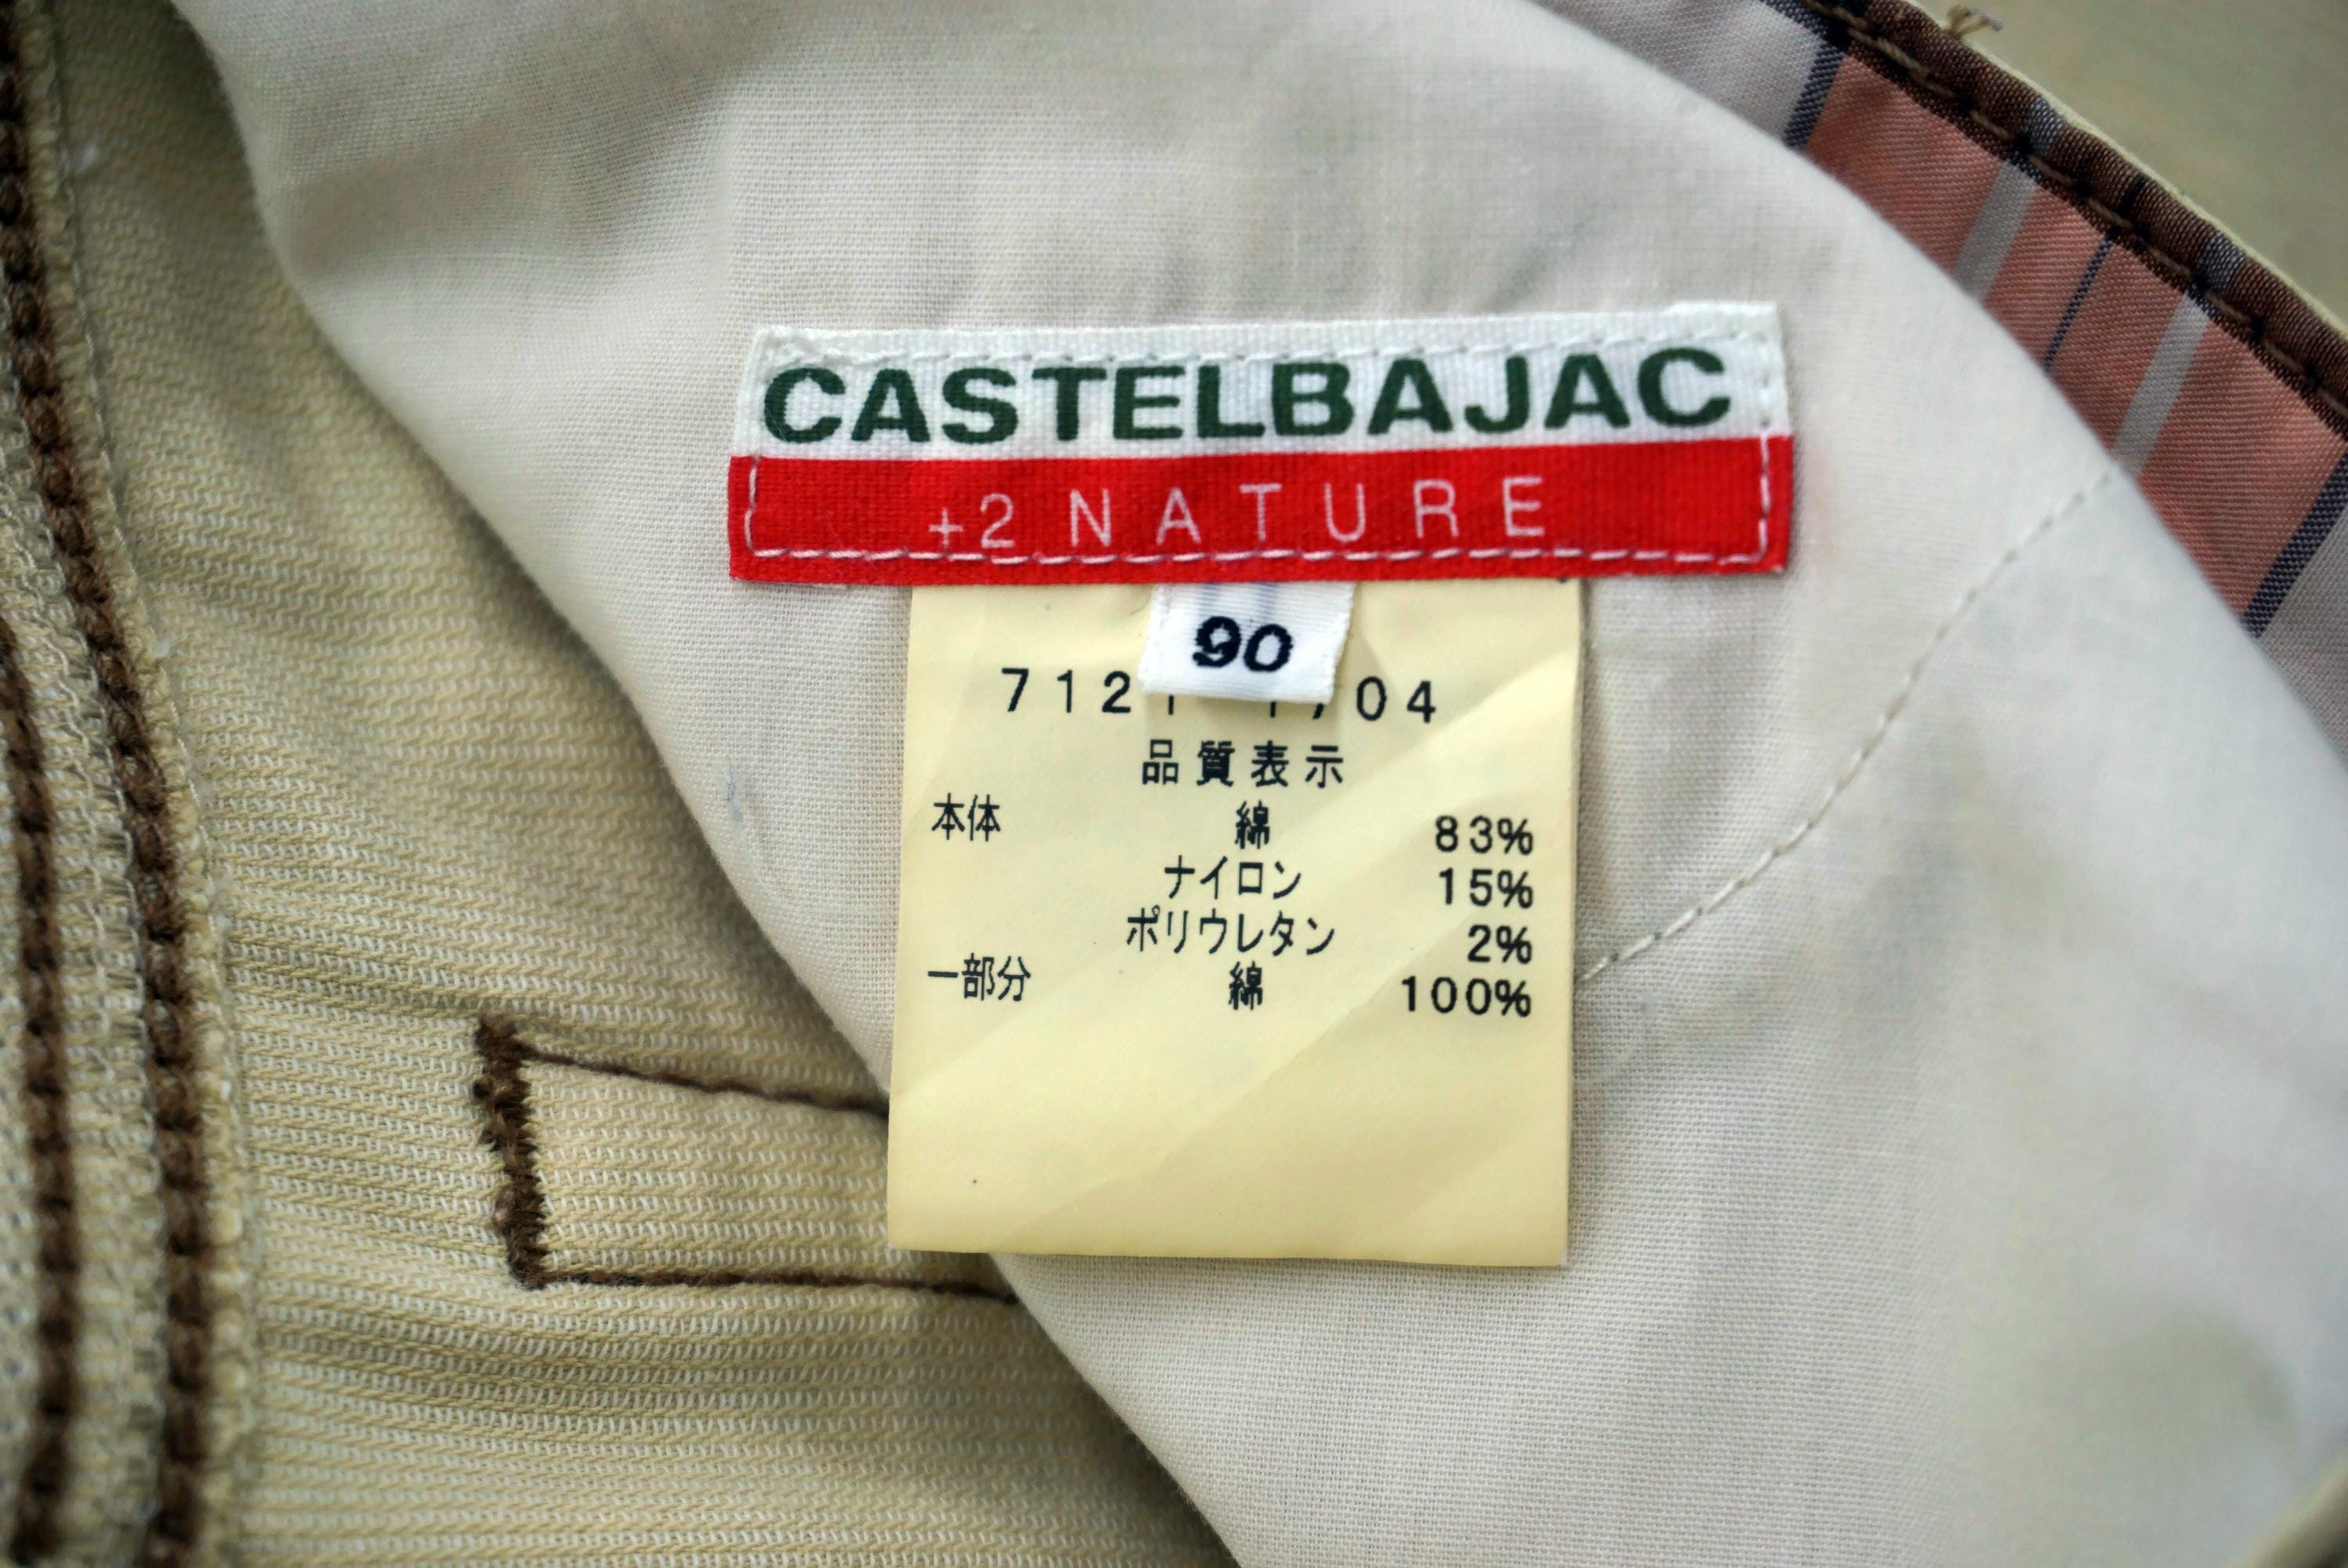 CASTELBAJAC
+2 NATURE
90
品質表示
本体 綿 83%
ナイロン 15%
ポリウレタン 2%
一部分 綿 100%